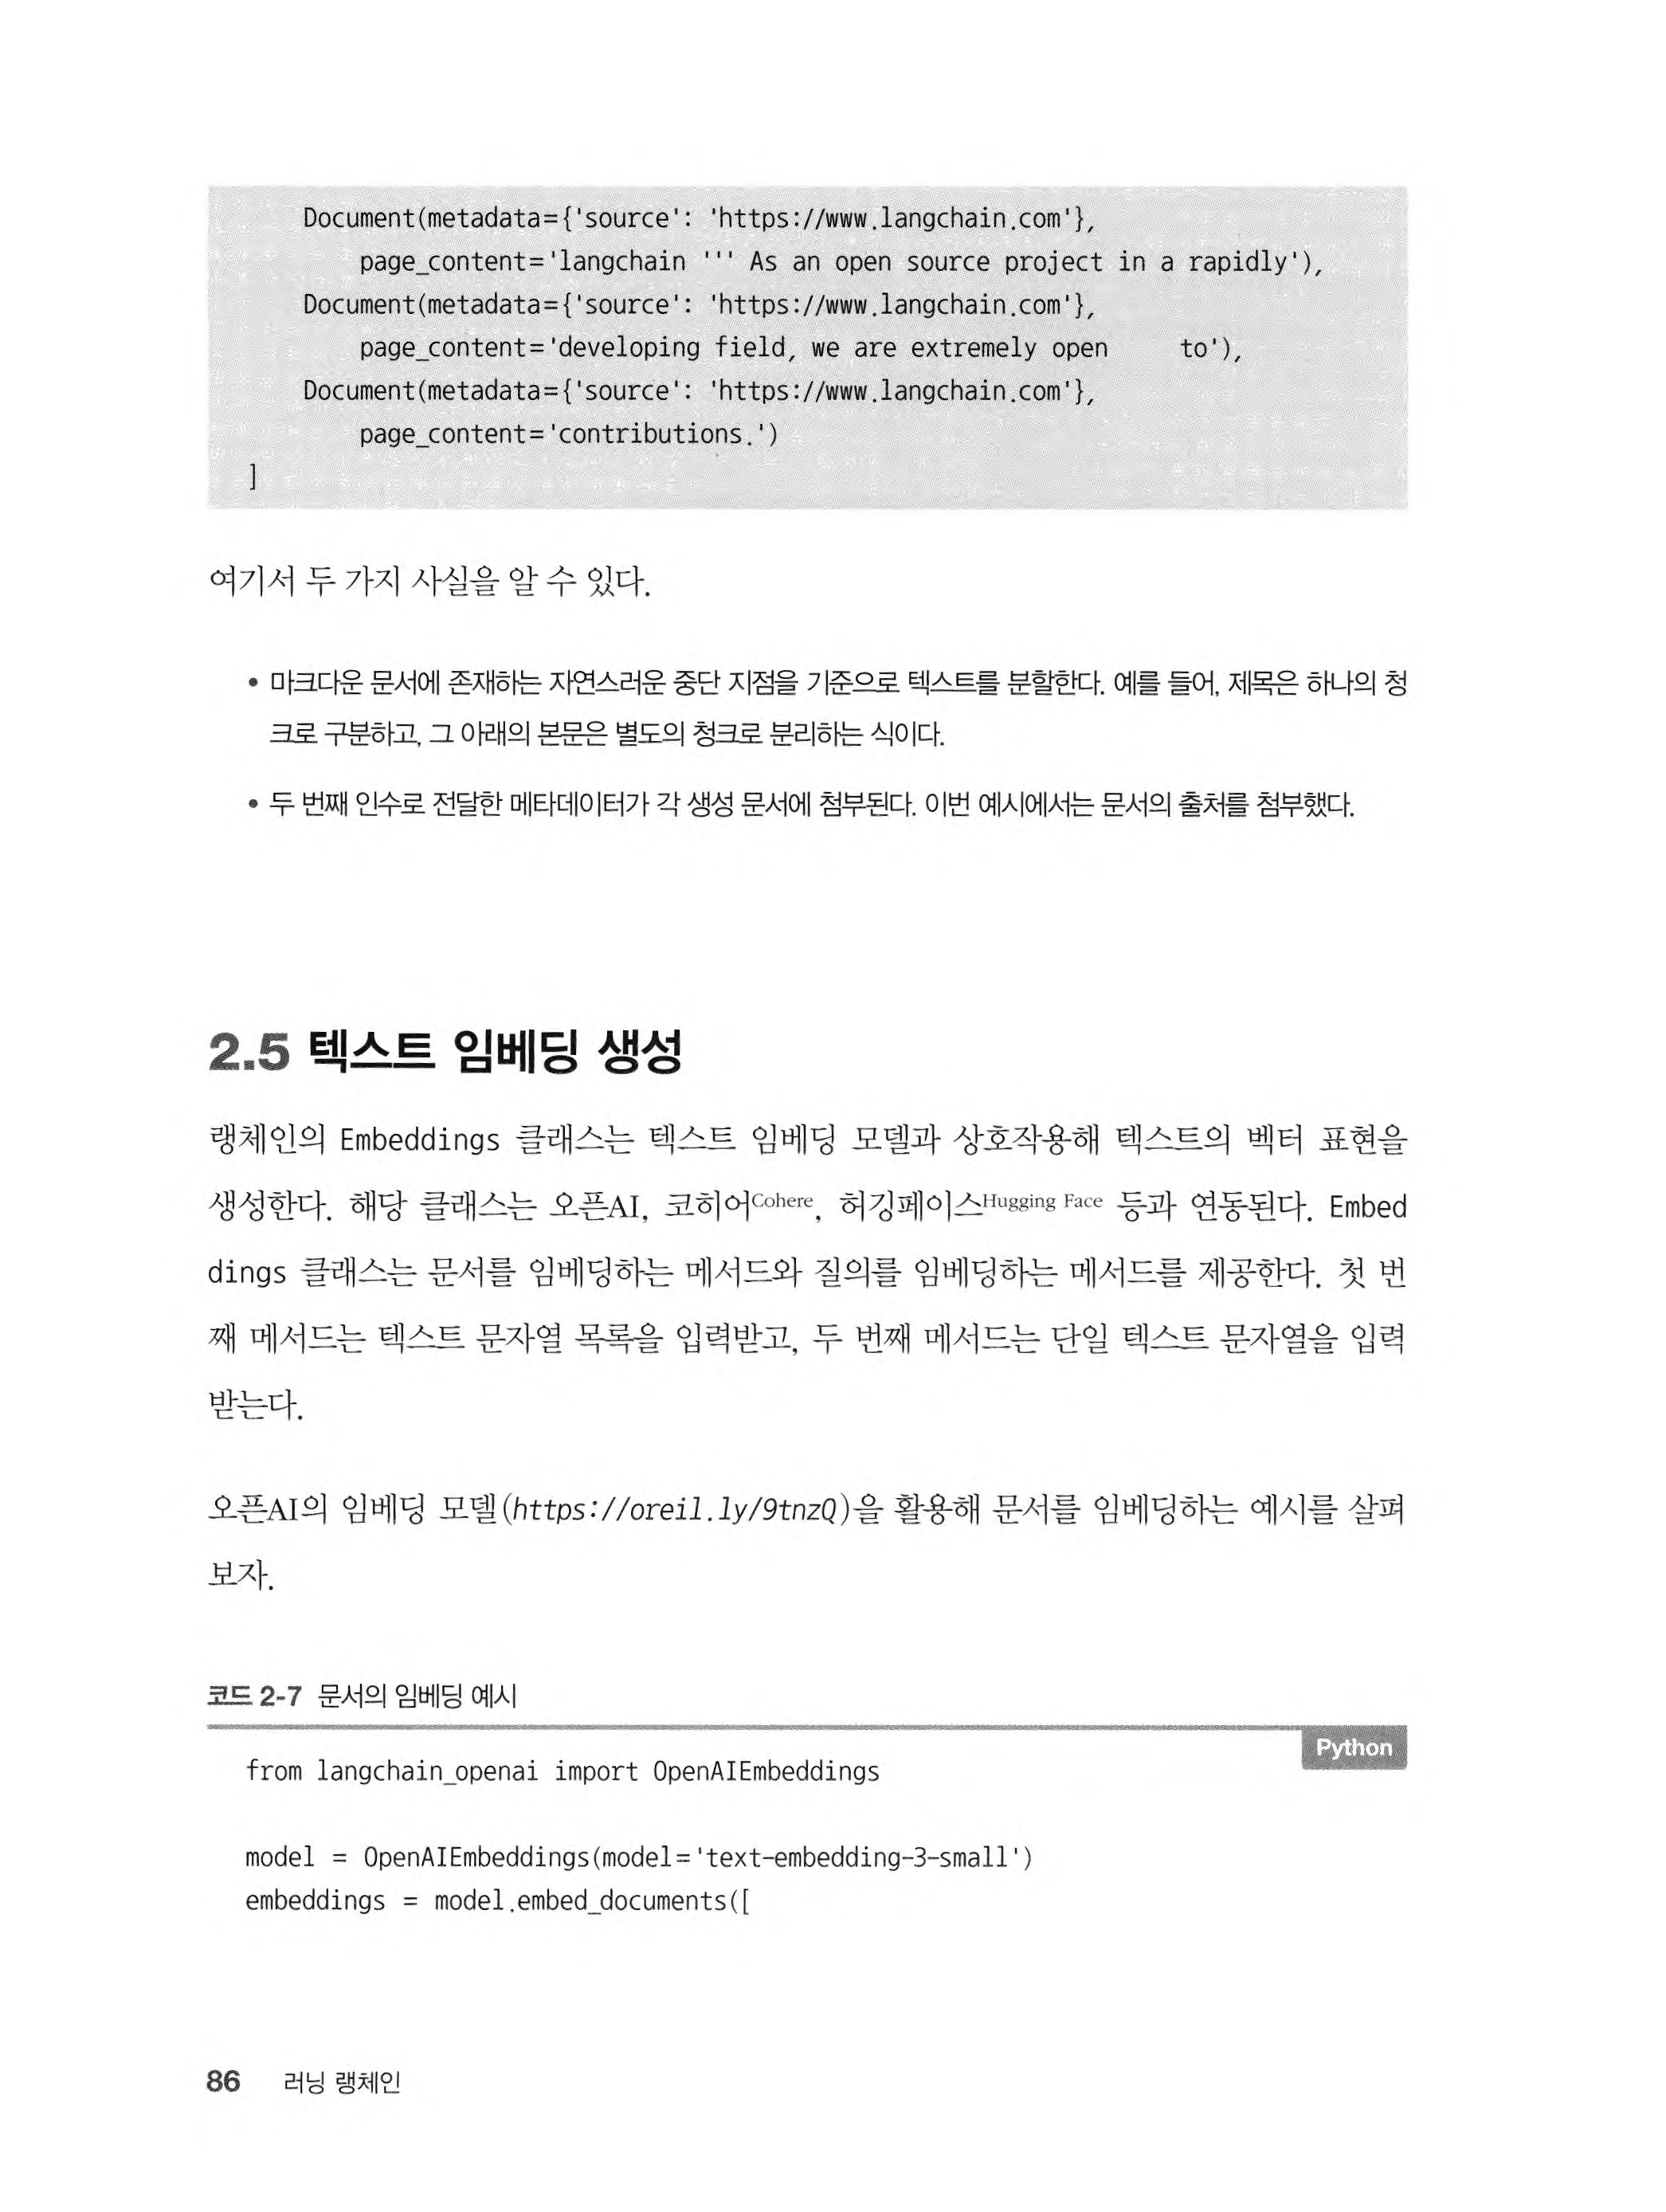 Document(metadata={'source': 'https://www.langchain.com'},
page_content='langchain ''' As an open source project in a rapidly'),
Document(metadata={'source': 'https://www.langchain.com'},
page_content='developing field, we are extremely open     to'),
Document(metadata={'source': 'https://www.langchain.com'},
page_content='contributions.')
]
여기서 두 가지 사실을 알 수 있다.
• 마크다운 문서에 존재하는 자연스러운 중단 지점을 기준으로 텍스트를 분할한다. 예를 들어, 제목은 하나의 청
크로 구분하고, 그 아래의 본문은 별도의 청크로 분리하는 식이다.
• 두 번째 인수로 전달한 메타데이터가 각 생성 문서에 첨부된다. 이번 예시에서는 문서의 출처를 첨부했다.
2.5 텍스트 임베딩 생성
랭체인의 Embeddings 클래스는 텍스트 임베딩 모델과 상호작용해 텍스트의 벡터 표현을
생성한다. 해당 클래스는 오픈AI, 코히어Cohere, 허깅페이스Hugging Face 등과 연동된다. Embed
dings 클래스는 문서를 임베딩하는 메서드와 질의를 임베딩하는 메서드를 제공한다. 첫 번
째 메서드는 텍스트 문자열 목록을 입력받고, 두 번째 메서드는 단일 텍스트 문자열을 입력
받는다.
오픈AI의 임베딩 모델(https://oreil.ly/9tnzQ)을 활용해 문서를 임베딩하는 예시를 살펴
보자.
코드 2-7 문서의 임베딩 예시
Python
from langchain_openai import OpenAIEmbeddings
model = OpenAIEmbeddings(model='text-embedding-3-small')
embeddings = model.embed_documents([
86 러닝 랭체인